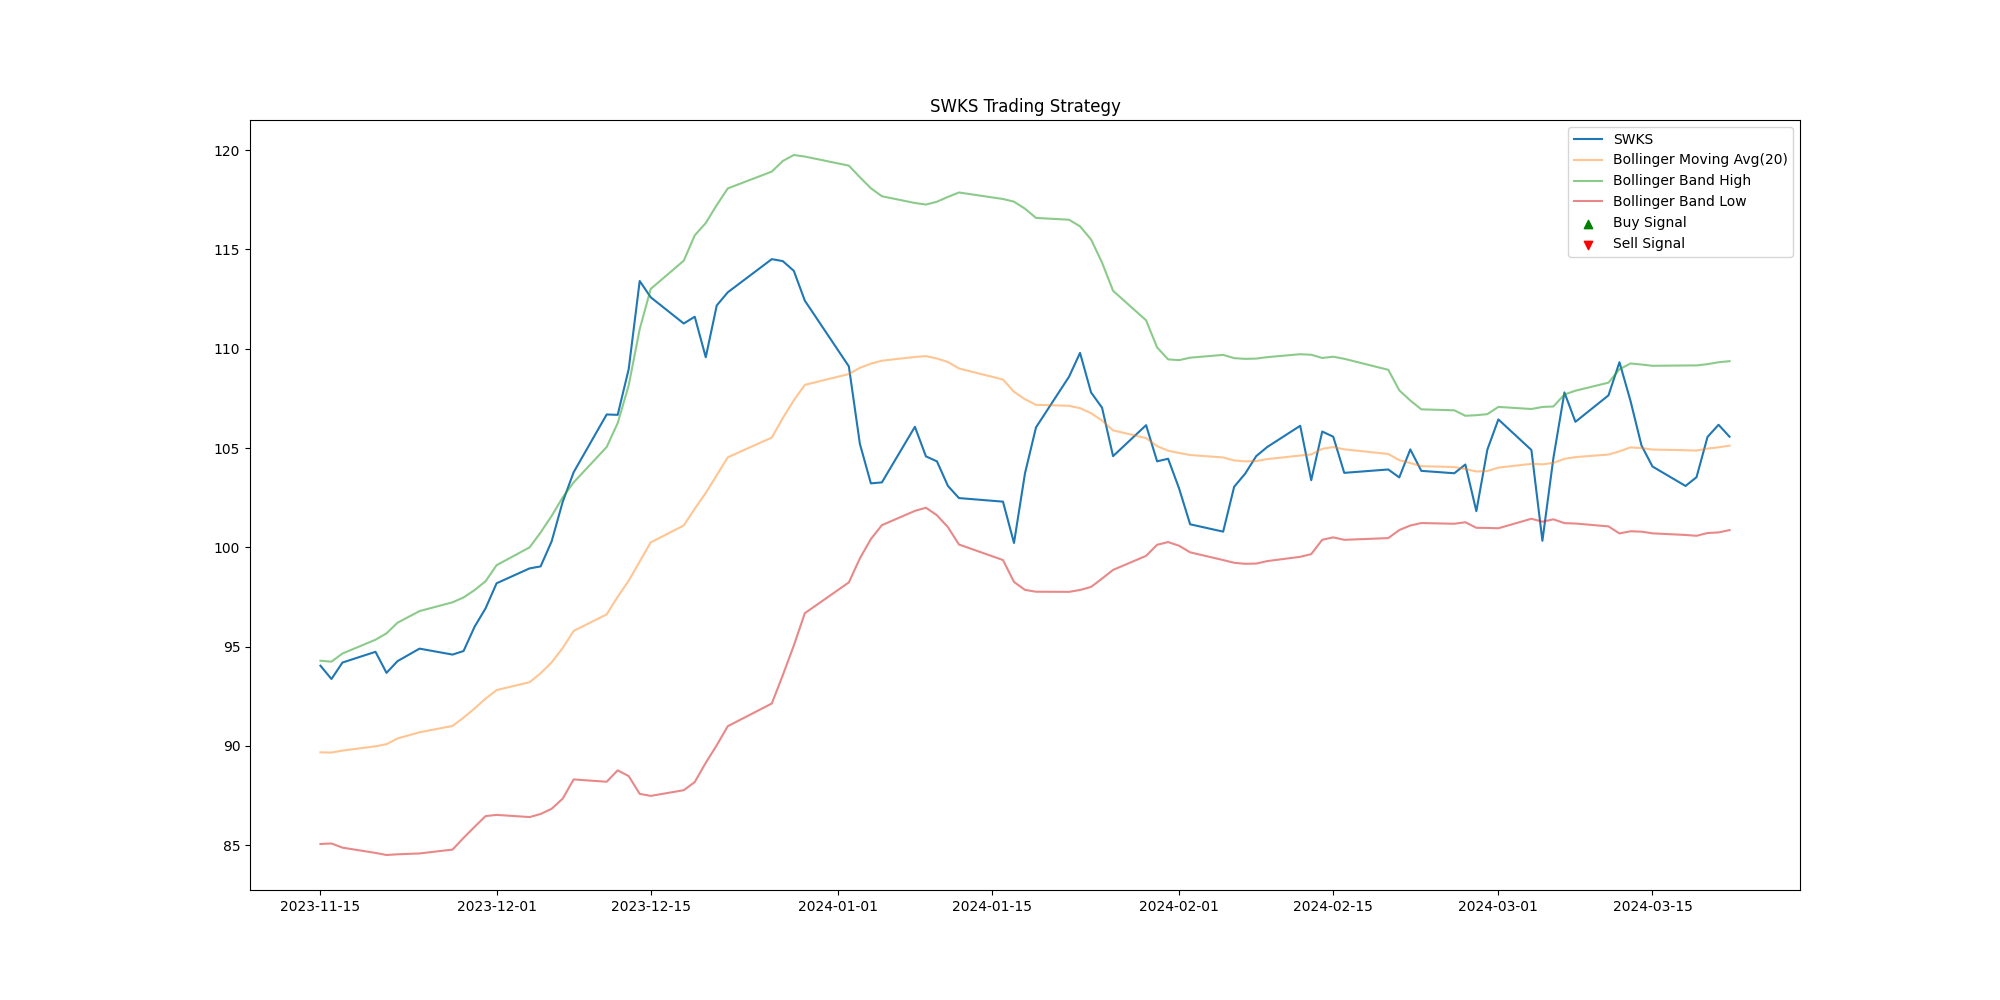 SWKS Trading Strategy
SWKS
Bollinger Moving Avg(20)
Bollinger Band High
Bollinger Band Low
Buy Signal
Sell Signal
120
115
110
105
100
95
90
85
2023-11-15
2023-12-01
2023-12-15
2024-01-01
2024-01-15
2024-02-01
2024-02-15
2024-03-01
2024-03-15